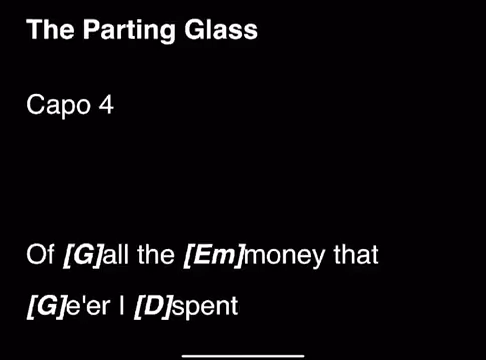 The Parting Glass
Capo 4
Of [G]all the [Em]money that
[G]e'er I [D]spent